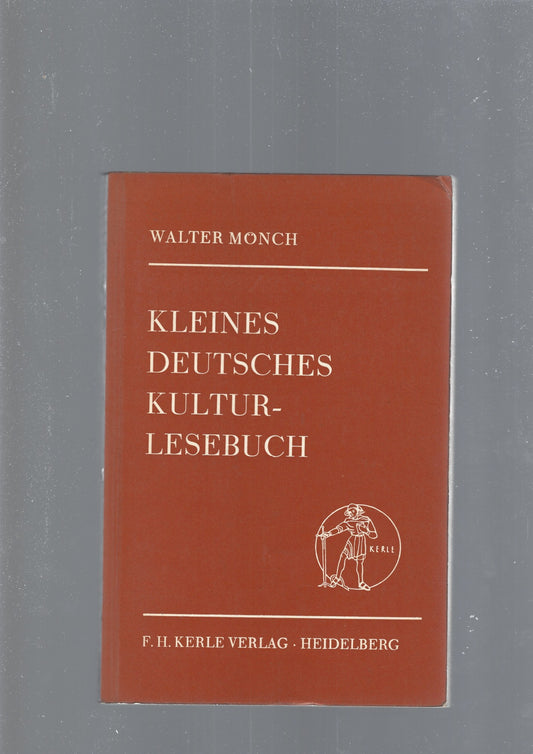 WALTER MÖNCH
KLEINES
DEUTSCHES
KULTUR-
LESEBUCH
KERLE
F. H. KERLE VERLAG · HEIDELBERG